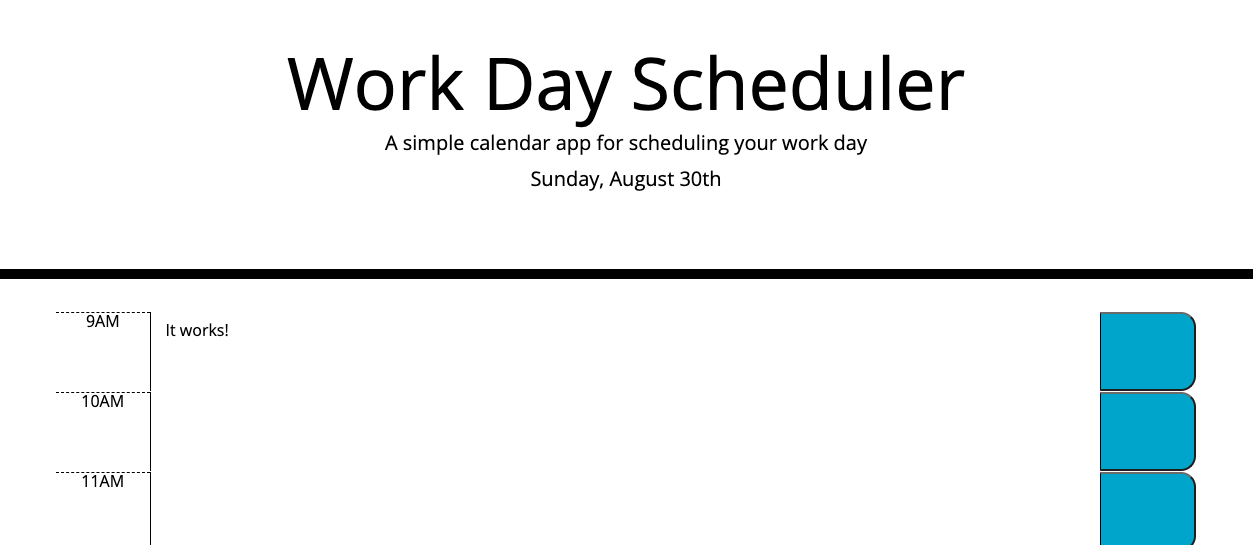 Work Day Scheduler
A simple calendar app for scheduling your work day
Sunday, August 30th
9AM
It works!
10AM
11AM